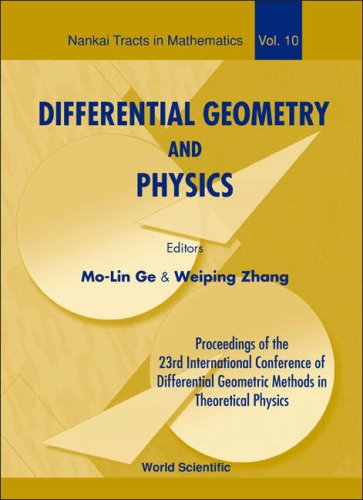 Nankai Tracts in Mathematics Vol. 10
DIFFERENTIAL GEOMETRY
AND
PHYSICS
Editors
Mo-Lin Ge & Weiping Zhang
Proceedings of the
23rd International Conference of
Differential Geometric Methods in
Theoretical Physics
World Scientific